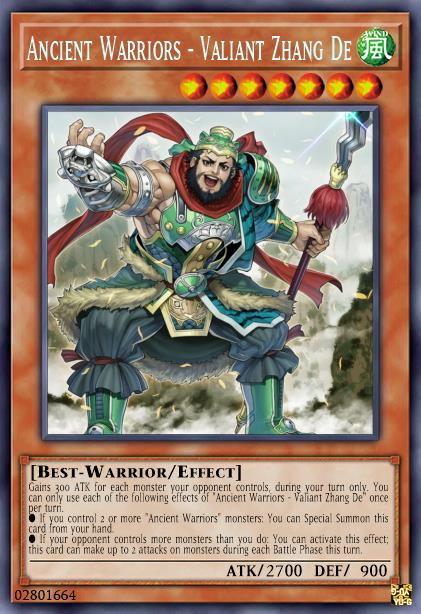 Ancient Warriors - Valiant Zhang De
WIND
風
[Best-Warrior/Effect]
Gains 300 ATK for each monster your opponent controls, during your turn only. You
can only use each of the following effects of "Ancient Warriors - Valiant Zhang De" once
per turn.
● If you control 2 or more "Ancient Warriors" monsters: You can Special Summon this
card from your hand.
● If your opponent controls more monsters than you do: You can activate this effect;
this card can make up to 2 attacks on monsters during each Battle Phase this turn.
ATK/2700 DEF/ 900
02801664